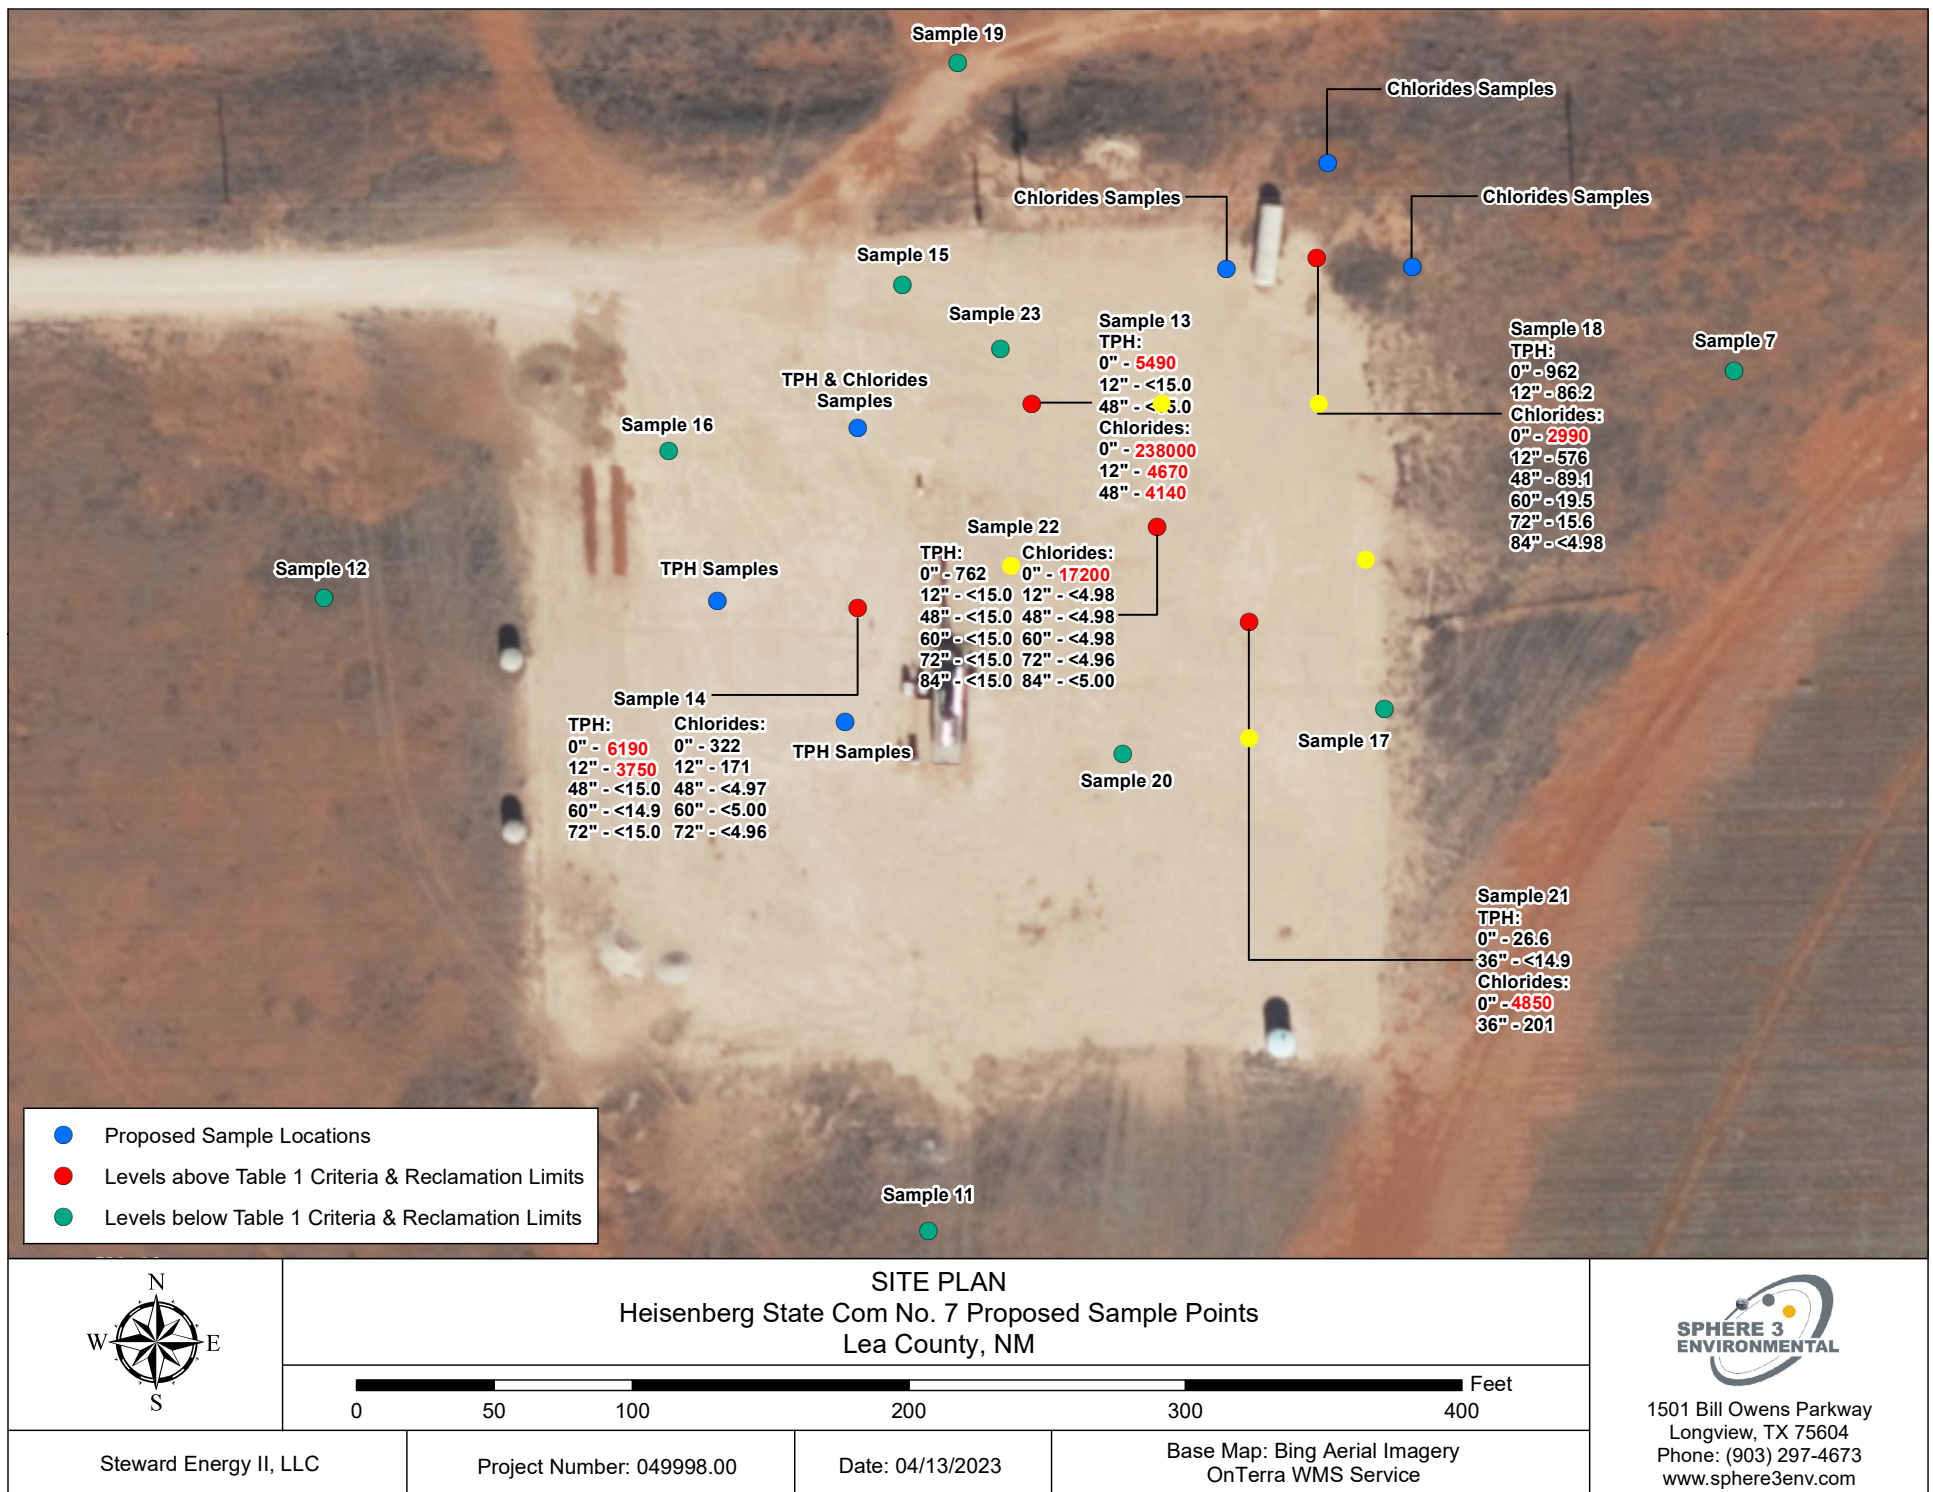 Sample 19
Chlorides Samples
Chlorides Samples
Chlorides Samples
Sample 15
Sample 23
Sample 13
TPH:
0" - 5490
12" - <15.0
48" - <15.0
Chlorides:
0" - 238000
12" - 4670
48" - 4140
Sample 18
TPH:
0" - 962
12" - 86.2
Chlorides:
0" - 2990
12" - 576
48" - 89.1
60" - 19.5
72" - 15.6
84" - <4.98
Sample 7
TPH & Chlorides
Samples
Sample 16
Sample 12
TPH Samples
Sample 22
TPH:
0" - 762
12" - <15.0
48" - <15.0
60" - <15.0
72" - <15.0
84" - <15.0
Chlorides:
0" - 17200
12" - <4.98
48" - <4.98
60" - <4.98
72" - <4.96
84" - <5.00
Sample 14
TPH:
0" - 6190
12" - 3750
48" - <15.0
60" - <14.9
72" - <15.0
Chlorides:
0" - 322
12" - 171
48" - <4.97
60" - <5.00
72" - <4.96
TPH Samples
Sample 20
Sample 17
Sample 21
TPH:
0" - 26.6
36" - <14.9
Chlorides:
0" - 4850
36" - 201
Sample 11
Proposed Sample Locations
Levels above Table 1 Criteria & Reclamation Limits
Levels below Table 1 Criteria & Reclamation Limits
N
W
E
S
SITE PLAN
Heisenberg State Com No. 7 Proposed Sample Points
Lea County, NM
Feet
0 50 100 200 300 400
Steward Energy II, LLC
Project Number: 049998.00
Date: 04/13/2023
Base Map: Bing Aerial Imagery
OnTerra WMS Service
SPHERE 3
ENVIRONMENTAL
1501 Bill Owens Parkway
Longview, TX 75604
Phone: (903) 297-4673
www.sphere3env.com